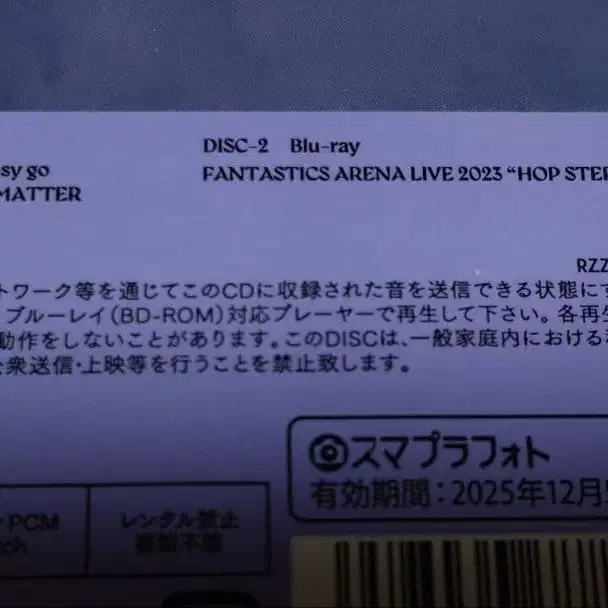 DISC-2 Blu-ray
sy go
FANTASTICS ARENA LIVE 2023 “HOP STEP
MATTER
RZZ
トワーク等を通じてこのCDに収録された音を送信できる状態にす
ブルーレイ(BD-ROM)対応プレーヤーで再生して下さい。各再生
動作をしないことがあります。このDISCは、一般家庭内における
公衆送信・上映等を行うことを禁止致します。
スマプラフォト
有効期間:2025年12月
PCM
レンタル禁止
ch
複製不能